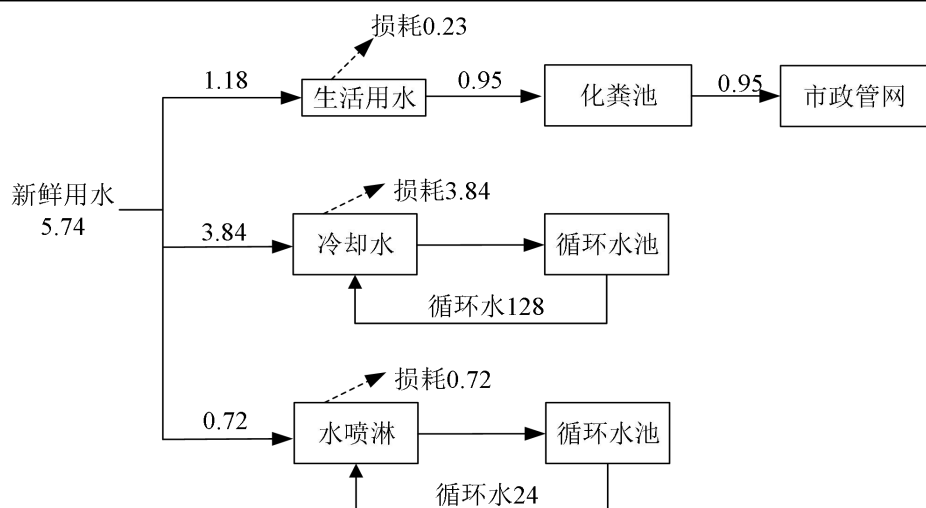 损耗0.23
1.18
生活用水
0.95
化粪池
0.95
市政管网
新鲜用水
5.74
损耗3.84
3.84
冷却水
循环水池
循环水128
损耗0.72
0.72
水喷淋
循环水池
循环水24